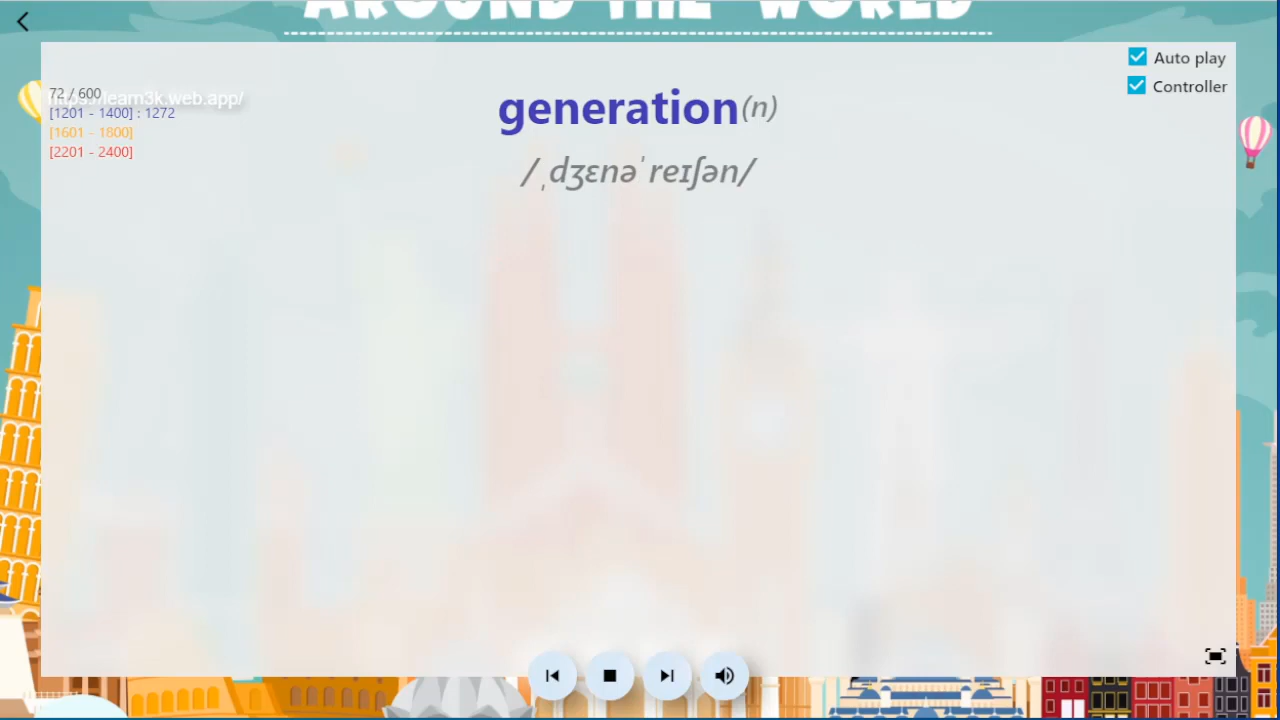 AROUND THE WORLD
Auto play
Controller
72 / 600
https://learn3k.web.app/
[1201 - 1400] : 1272
[1601 - 1800]
[2201 - 2400]
generation(n)
/ˌdʒɛnəˈreɪʃən/